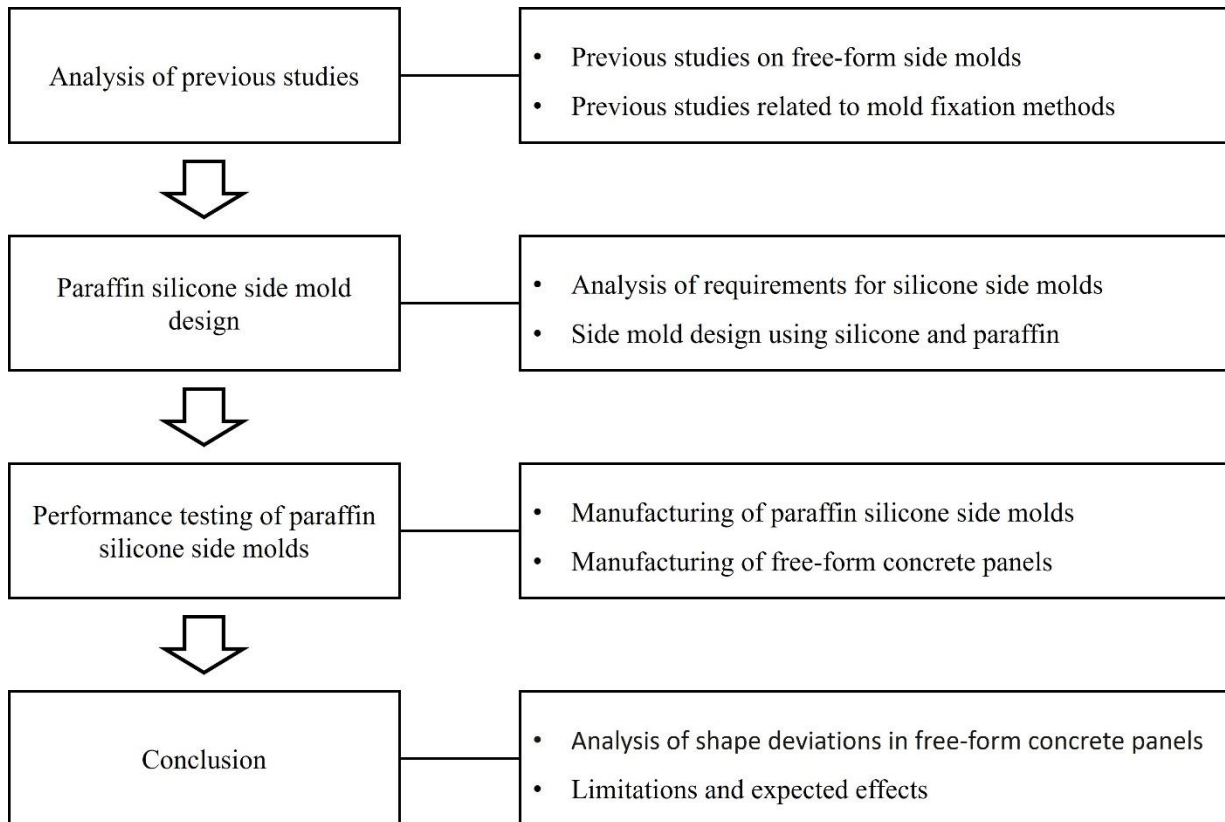 Analysis of previous studies
• Previous studies on free-form side molds
• Previous studies related to mold fixation methods
Paraffin silicone side mold
design
• Analysis of requirements for silicone side molds
• Side mold design using silicone and paraffin
Performance testing of paraffin
silicone side molds
• Manufacturing of paraffin silicone side molds
• Manufacturing of free-form concrete panels
Conclusion
• Analysis of shape deviations in free-form concrete panels
• Limitations and expected effects